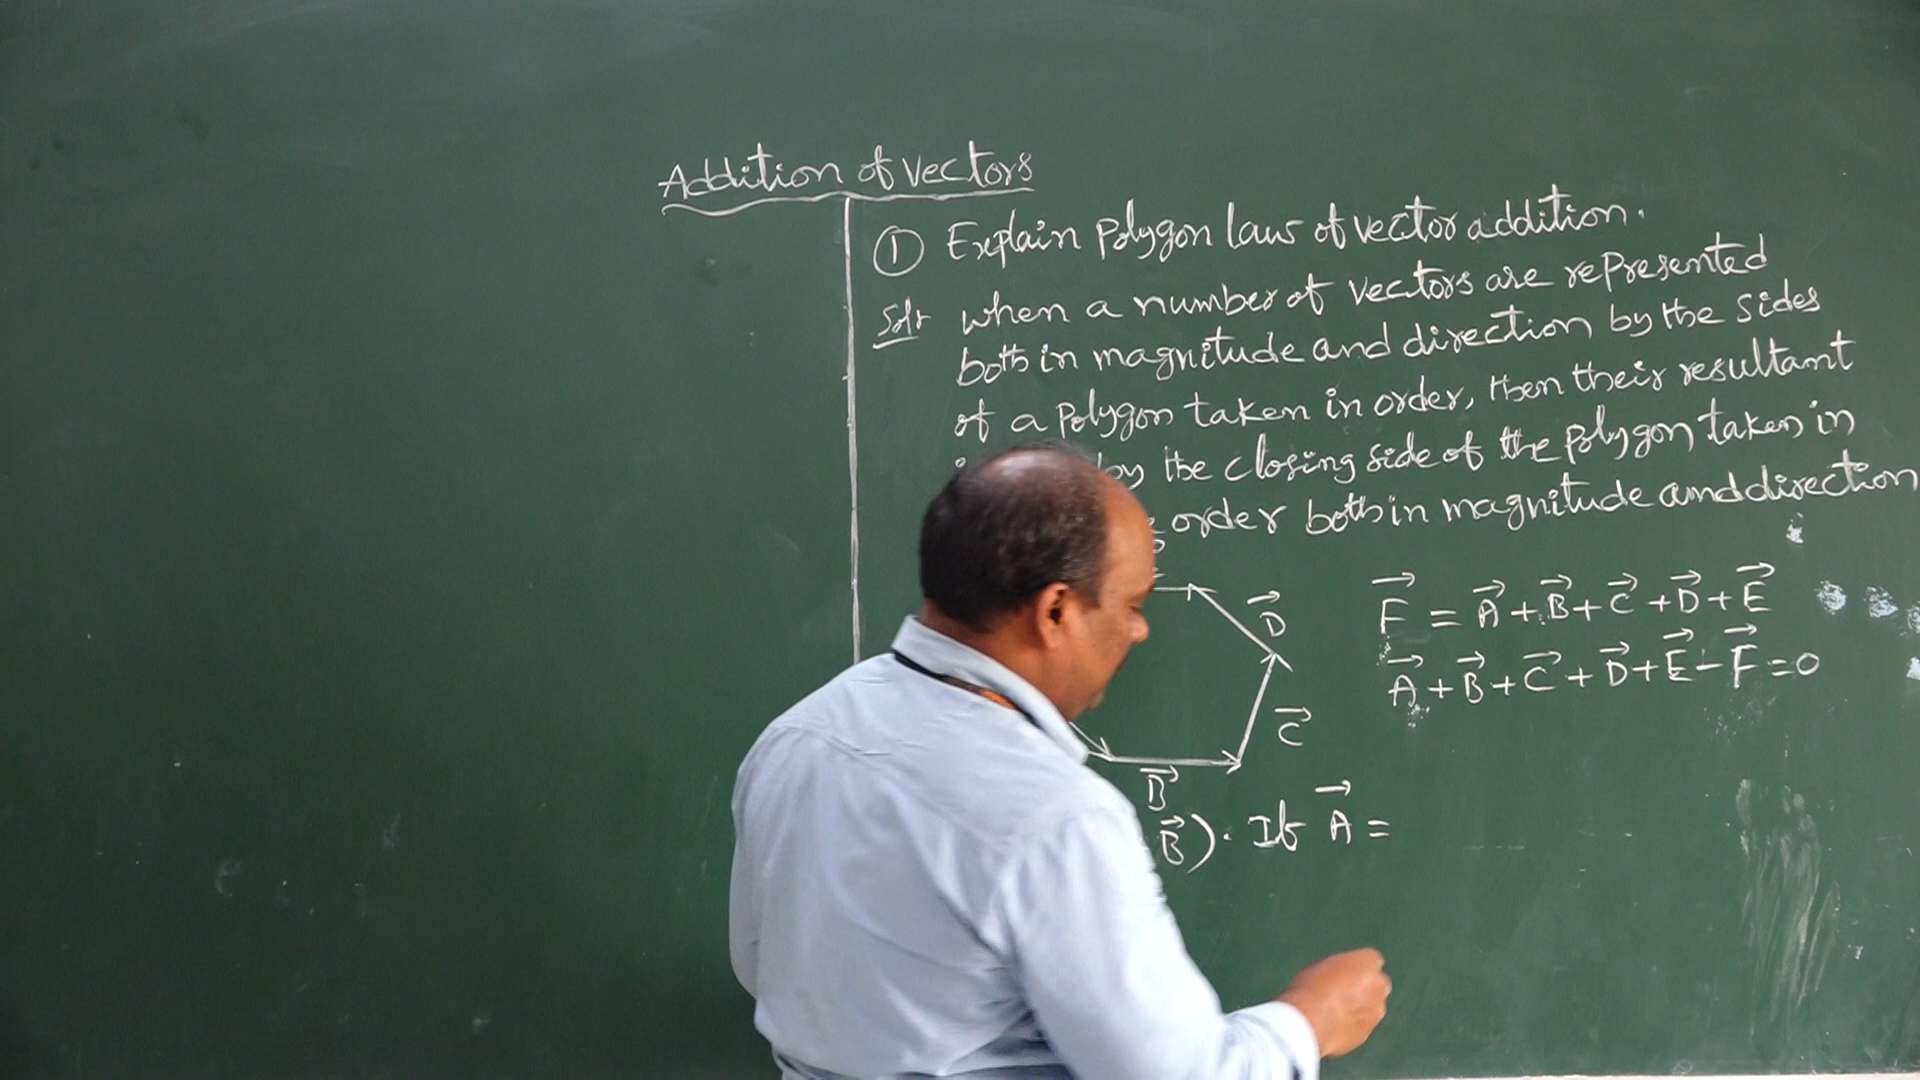 Addition of vectors
① Explain polygon law of vector addition.
Sol: when a number of vectors are represented
both in magnitude and direction by the sides
of a polygon taken in order, then their resultant
by the closing side of the polygon taken in
order both in magnitude and direction
D⃗
F⃗ = A⃗ + B⃗ + C⃗ + D⃗ + E⃗
A⃗ + B⃗ + C⃗ + D⃗ + E⃗ − F⃗ = 0
C⃗
B⃗
B⃗). If A⃗ =